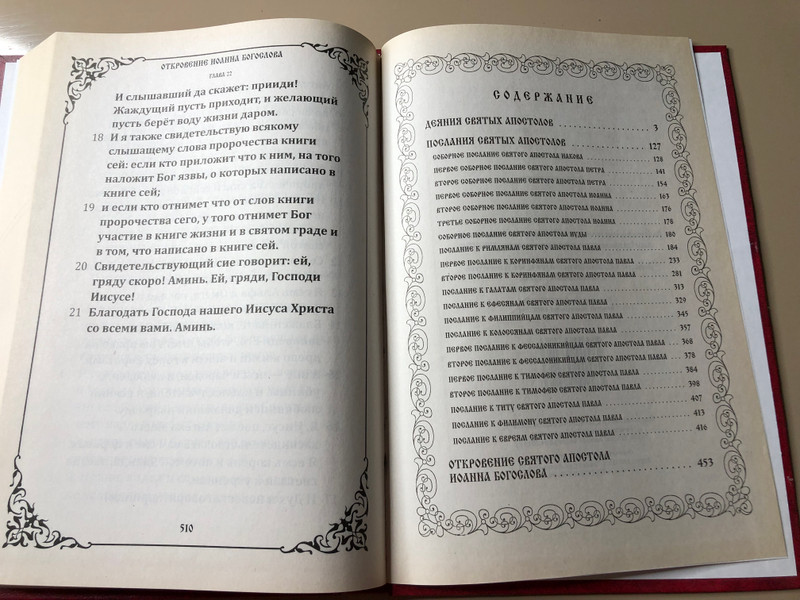 ОТКРОВЕНИЕ ИОАННА БОГОСЛОВА
ГЛАВА 22
И слышавший да скажет: прииди!
Жаждущий пусть приходит, и желающий
пусть берёт воду жизни даром.
18 И я также свидетельствую всякому
слышащему слова пророчества книги
сей: если кто приложит что к ним, на того
наложит Бог язвы, о которых написано в
книге сей;
19 и если кто отнимет что от слов книги
пророчества сего, у того отнимет Бог
участие в книге жизни и в святом граде и
в том, что написано в книге сей.
20 Свидетельствующий сие говорит: ей,
гряду скоро! Аминь. Ей, гряди, Господи
Иисусе!
21 Благодать Господа нашего Иисуса Христа
со всеми вами. Аминь.
510
СОДЕРЖАНИЕ
ДЕЯНИЯ СВЯТЫХ АПОСТОЛОВ . . . . . . . . . . . . . . . 3
ПОСЛАНИЯ СВЯТЫХ АПОСТОЛОВ . . . . . . . . . . . . 127
СОБОРНОЕ ПОСЛАНИЕ СВЯТОГО АПОСТОЛА ИАКОВА . . . . . . . . 128
ПЕРВОЕ СОБОРНОЕ ПОСЛАНИЕ СВЯТОГО АПОСТОЛА ПЕТРА . . . . . . . . 141
ВТОРОЕ СОБОРНОЕ ПОСЛАНИЕ СВЯТОГО АПОСТОЛА ПЕТРА . . . . . . . . 154
ПЕРВОЕ СОБОРНОЕ ПОСЛАНИЕ СВЯТОГО АПОСТОЛА ИОАННА . . . . . . . . 163
ВТОРОЕ СОБОРНОЕ ПОСЛАНИЕ СВЯТОГО АПОСТОЛА ИОАННА . . . . . . . . 176
ТРЕТЬЕ СОБОРНОЕ ПОСЛАНИЕ СВЯТОГО АПОСТОЛА ИОАННА . . . . . . . . 178
СОБОРНОЕ ПОСЛАНИЕ СВЯТОГО АПОСТОЛА ИУДЫ . . . . . . . . 180
ПОСЛАНИЕ К РИМЛЯНАМ СВЯТОГО АПОСТОЛА ПАВЛА . . . . . . . . 184
ПЕРВОЕ ПОСЛАНИЕ К КОРИНФЯНАМ СВЯТОГО АПОСТОЛА ПАВЛА . . . . . . . . 233
ВТОРОЕ ПОСЛАНИЕ К КОРИНФЯНАМ СВЯТОГО АПОСТОЛА ПАВЛА . . . . . . . . 281
ПОСЛАНИЕ К ГАЛАТАМ СВЯТОГО АПОСТОЛА ПАВЛА . . . . . . . . 313
ПОСЛАНИЕ К ЕФЕСЯНАМ СВЯТОГО АПОСТОЛА ПАВЛА . . . . . . . . 329
ПОСЛАНИЕ К ФИЛИППИЙЦАМ СВЯТОГО АПОСТОЛА ПАВЛА . . . . . . . . 345
ПОСЛАНИЕ К КОЛОССЯНАМ СВЯТОГО АПОСТОЛА ПАВЛА . . . . . . . . 357
ПЕРВОЕ ПОСЛАНИЕ К ФЕССАЛОНИКИЙЦАМ СВЯТОГО АПОСТОЛА ПАВЛА . . . . 368
ВТОРОЕ ПОСЛАНИЕ К ФЕССАЛОНИКИЙЦАМ СВЯТОГО АПОСТОЛА ПАВЛА . . . . 378
ПЕРВОЕ ПОСЛАНИЕ К ТИМОФЕЮ СВЯТОГО АПОСТОЛА ПАВЛА . . . . . . . . 384
ВТОРОЕ ПОСЛАНИЕ К ТИМОФЕЮ СВЯТОГО АПОСТОЛА ПАВЛА . . . . . . . . 398
ПОСЛАНИЕ К ТИТУ СВЯТОГО АПОСТОЛА ПАВЛА . . . . . . . . 407
ПОСЛАНИЕ К ФИЛИМОНУ СВЯТОГО АПОСТОЛА ПАВЛА . . . . . . . . 413
ПОСЛАНИЕ К ЕВРЕЯМ СВЯТОГО АПОСТОЛА ПАВЛА . . . . . . . . 416
ОТКРОВЕНИЕ СВЯТОГО АПОСТОЛА
ИОАННА БОГОСЛОВА . . . . . . . . . . . . . . . . . . . . 453